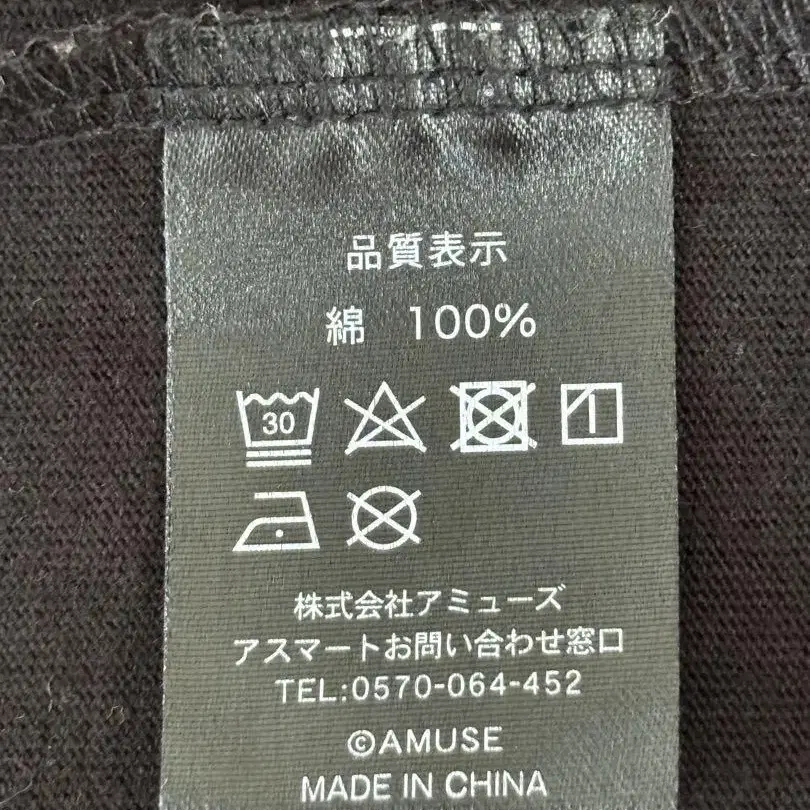 品質表示
綿 100%
30
株式会社アミューズ
アスマートお問い合わせ窓口
TEL:0570-064-452
©AMUSE
MADE IN CHINA